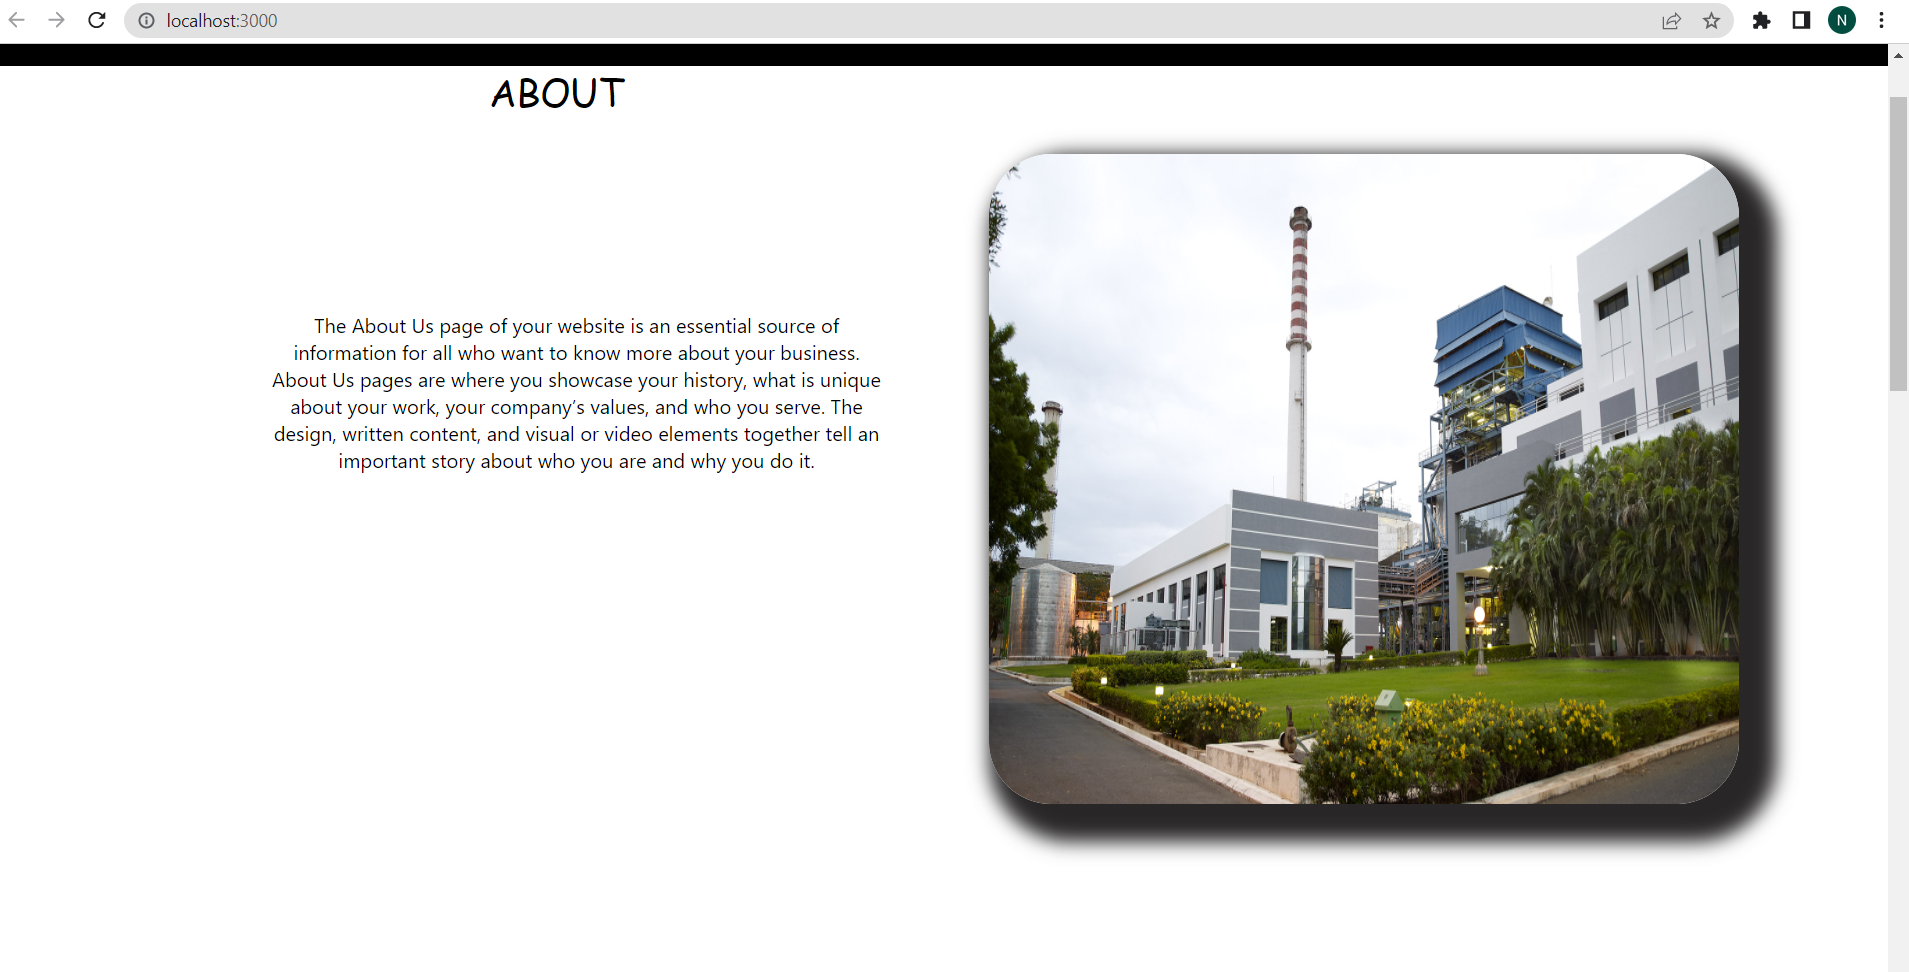 localhost:3000
N
ABOUT
The About Us page of your website is an essential source of
information for all who want to know more about your business.
About Us pages are where you showcase your history, what is unique
about your work, your company’s values, and who you serve. The
design, written content, and visual or video elements together tell an
important story about who you are and why you do it.